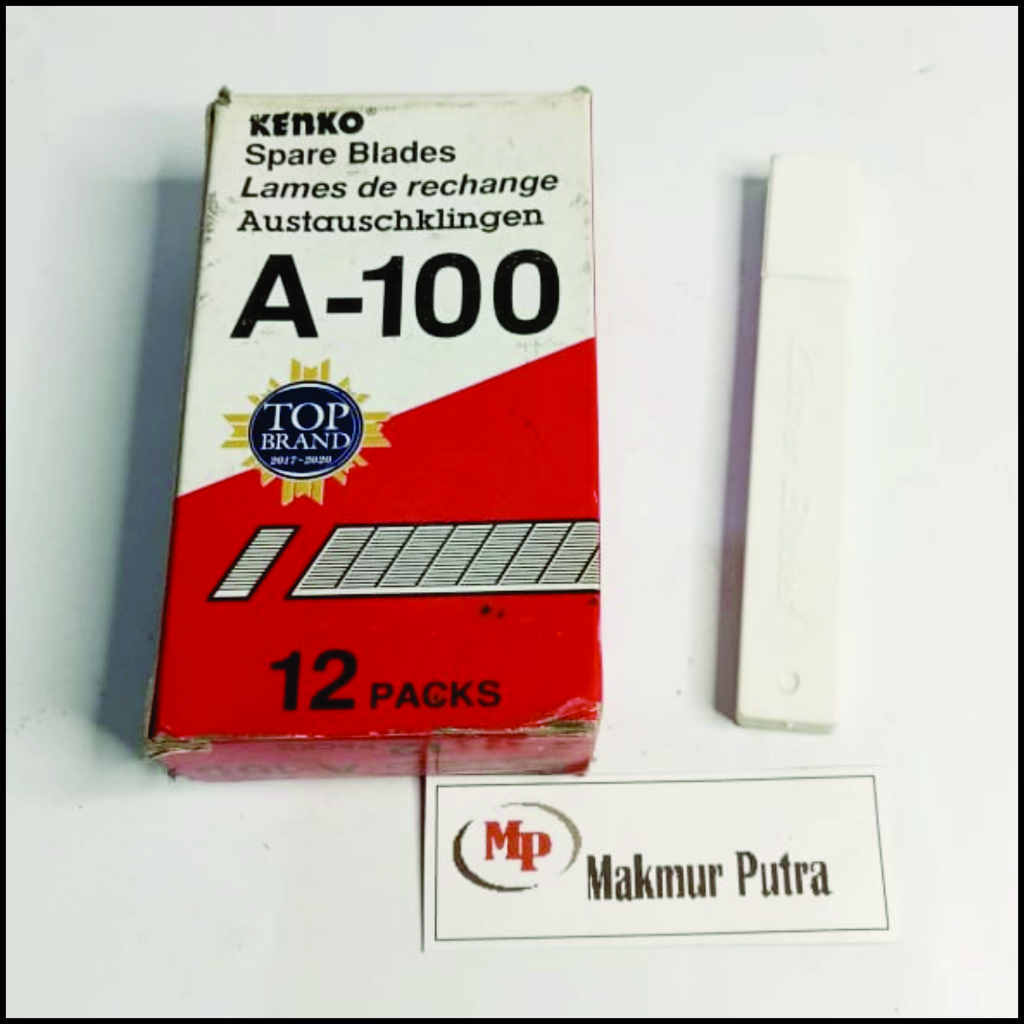 KENKO®
Spare Blades
Lames de rechange
Austauschklingen
A-100
TOP
BRAND
2017-2020
12 PACKS
MP
Makmur Putra